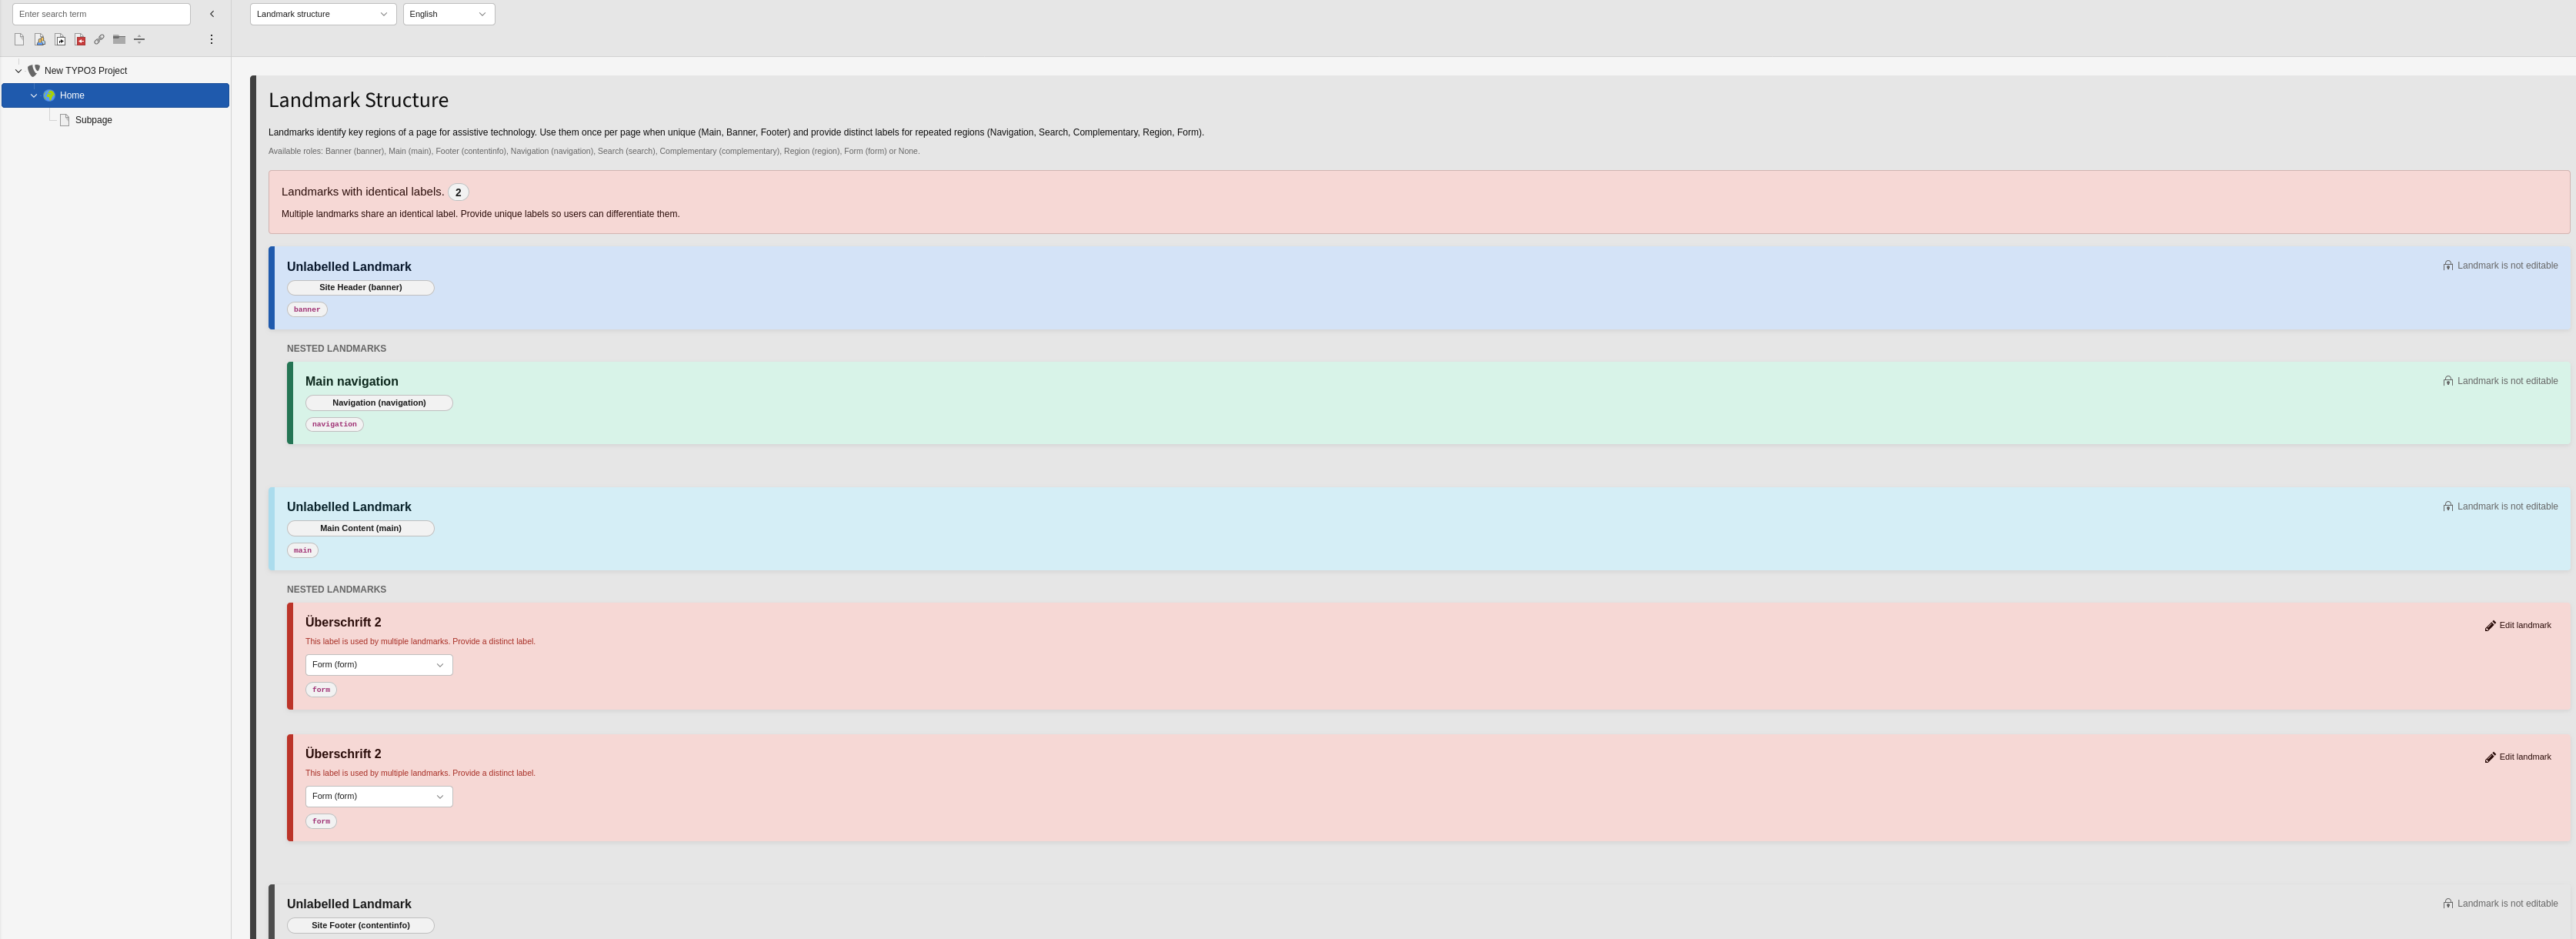 Enter search term
Landmark structure
English
New TYPO3 Project
Home
Subpage
Landmark Structure
Landmarks identify key regions of a page for assistive technology. Use them once per page when unique (Main, Banner, Footer) and provide distinct labels for repeated regions (Navigation, Search, Complementary, Region, Form).
Available roles: Banner (banner), Main (main), Footer (contentinfo), Navigation (navigation), Search (search), Complementary (complementary), Region (region), Form (form) or None.
Landmarks with identical labels. 2
Multiple landmarks share an identical label. Provide unique labels so users can differentiate them.
Unlabelled Landmark
Landmark is not editable
Site Header (banner)
banner
NESTED LANDMARKS
Main navigation
Landmark is not editable
Navigation (navigation)
navigation
Unlabelled Landmark
Landmark is not editable
Main Content (main)
main
NESTED LANDMARKS
Überschrift 2
Edit landmark
This label is used by multiple landmarks. Provide a distinct label.
Form (form)
form
Überschrift 2
Edit landmark
This label is used by multiple landmarks. Provide a distinct label.
Form (form)
form
Unlabelled Landmark
Landmark is not editable
Site Footer (contentinfo)